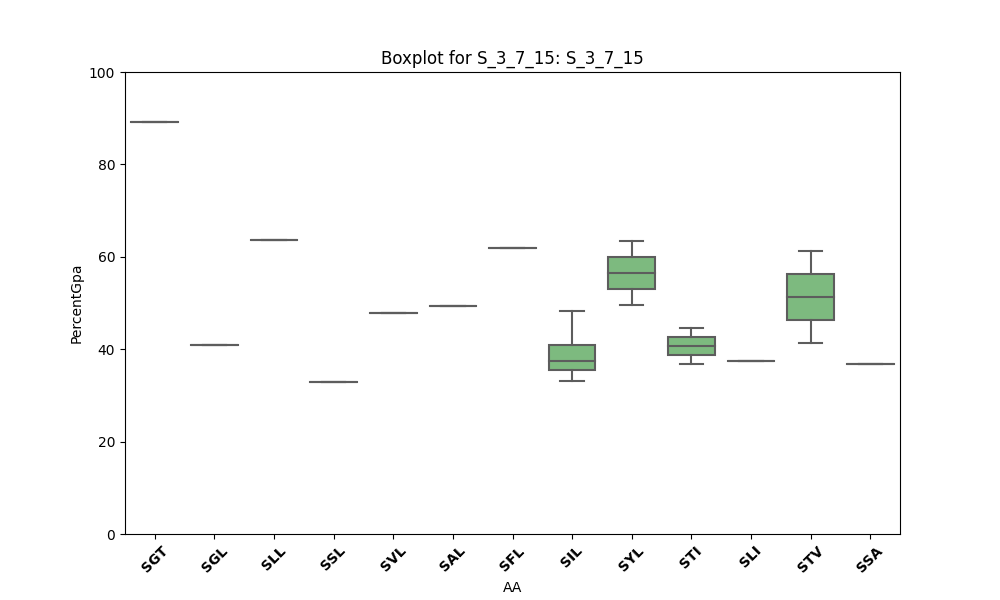 Boxplot for S_3_7_15: S_3_7_15
100
80
60
40
20
0
PercentGpa
SGT SGL SLL SSL SVL SAL SFL SIL SYL STI SLI STV SSA
AA